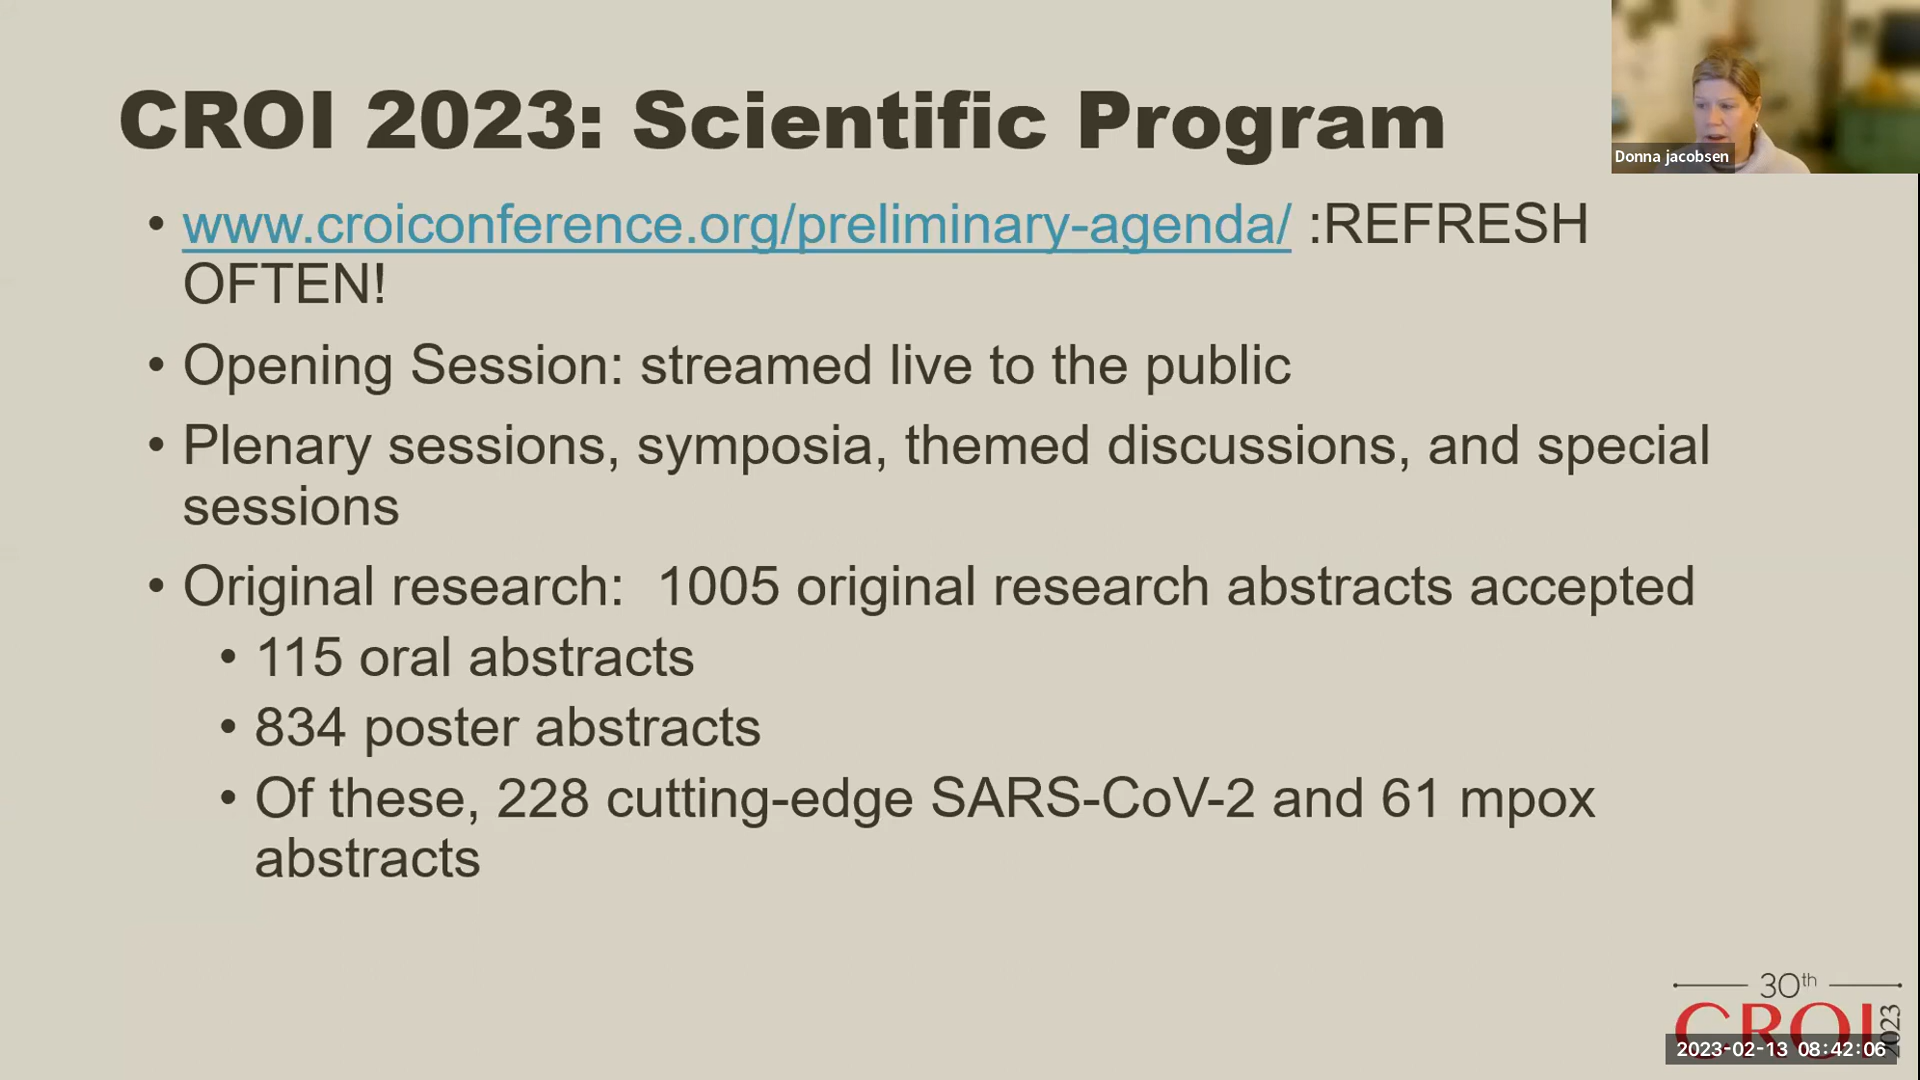 CROI 2023: Scientific Program
Donna jacobsen
• www.croiconference.org/preliminary-agenda/ :REFRESH
OFTEN!
• Opening Session: streamed live to the public
• Plenary sessions, symposia, themed discussions, and special
sessions
• Original research:  1005 original research abstracts accepted
• 115 oral abstracts
• 834 poster abstracts
• Of these, 228 cutting-edge SARS-CoV-2 and 61 mpox
abstracts
30th
CROI 2023
2023-02-13 08:42:06